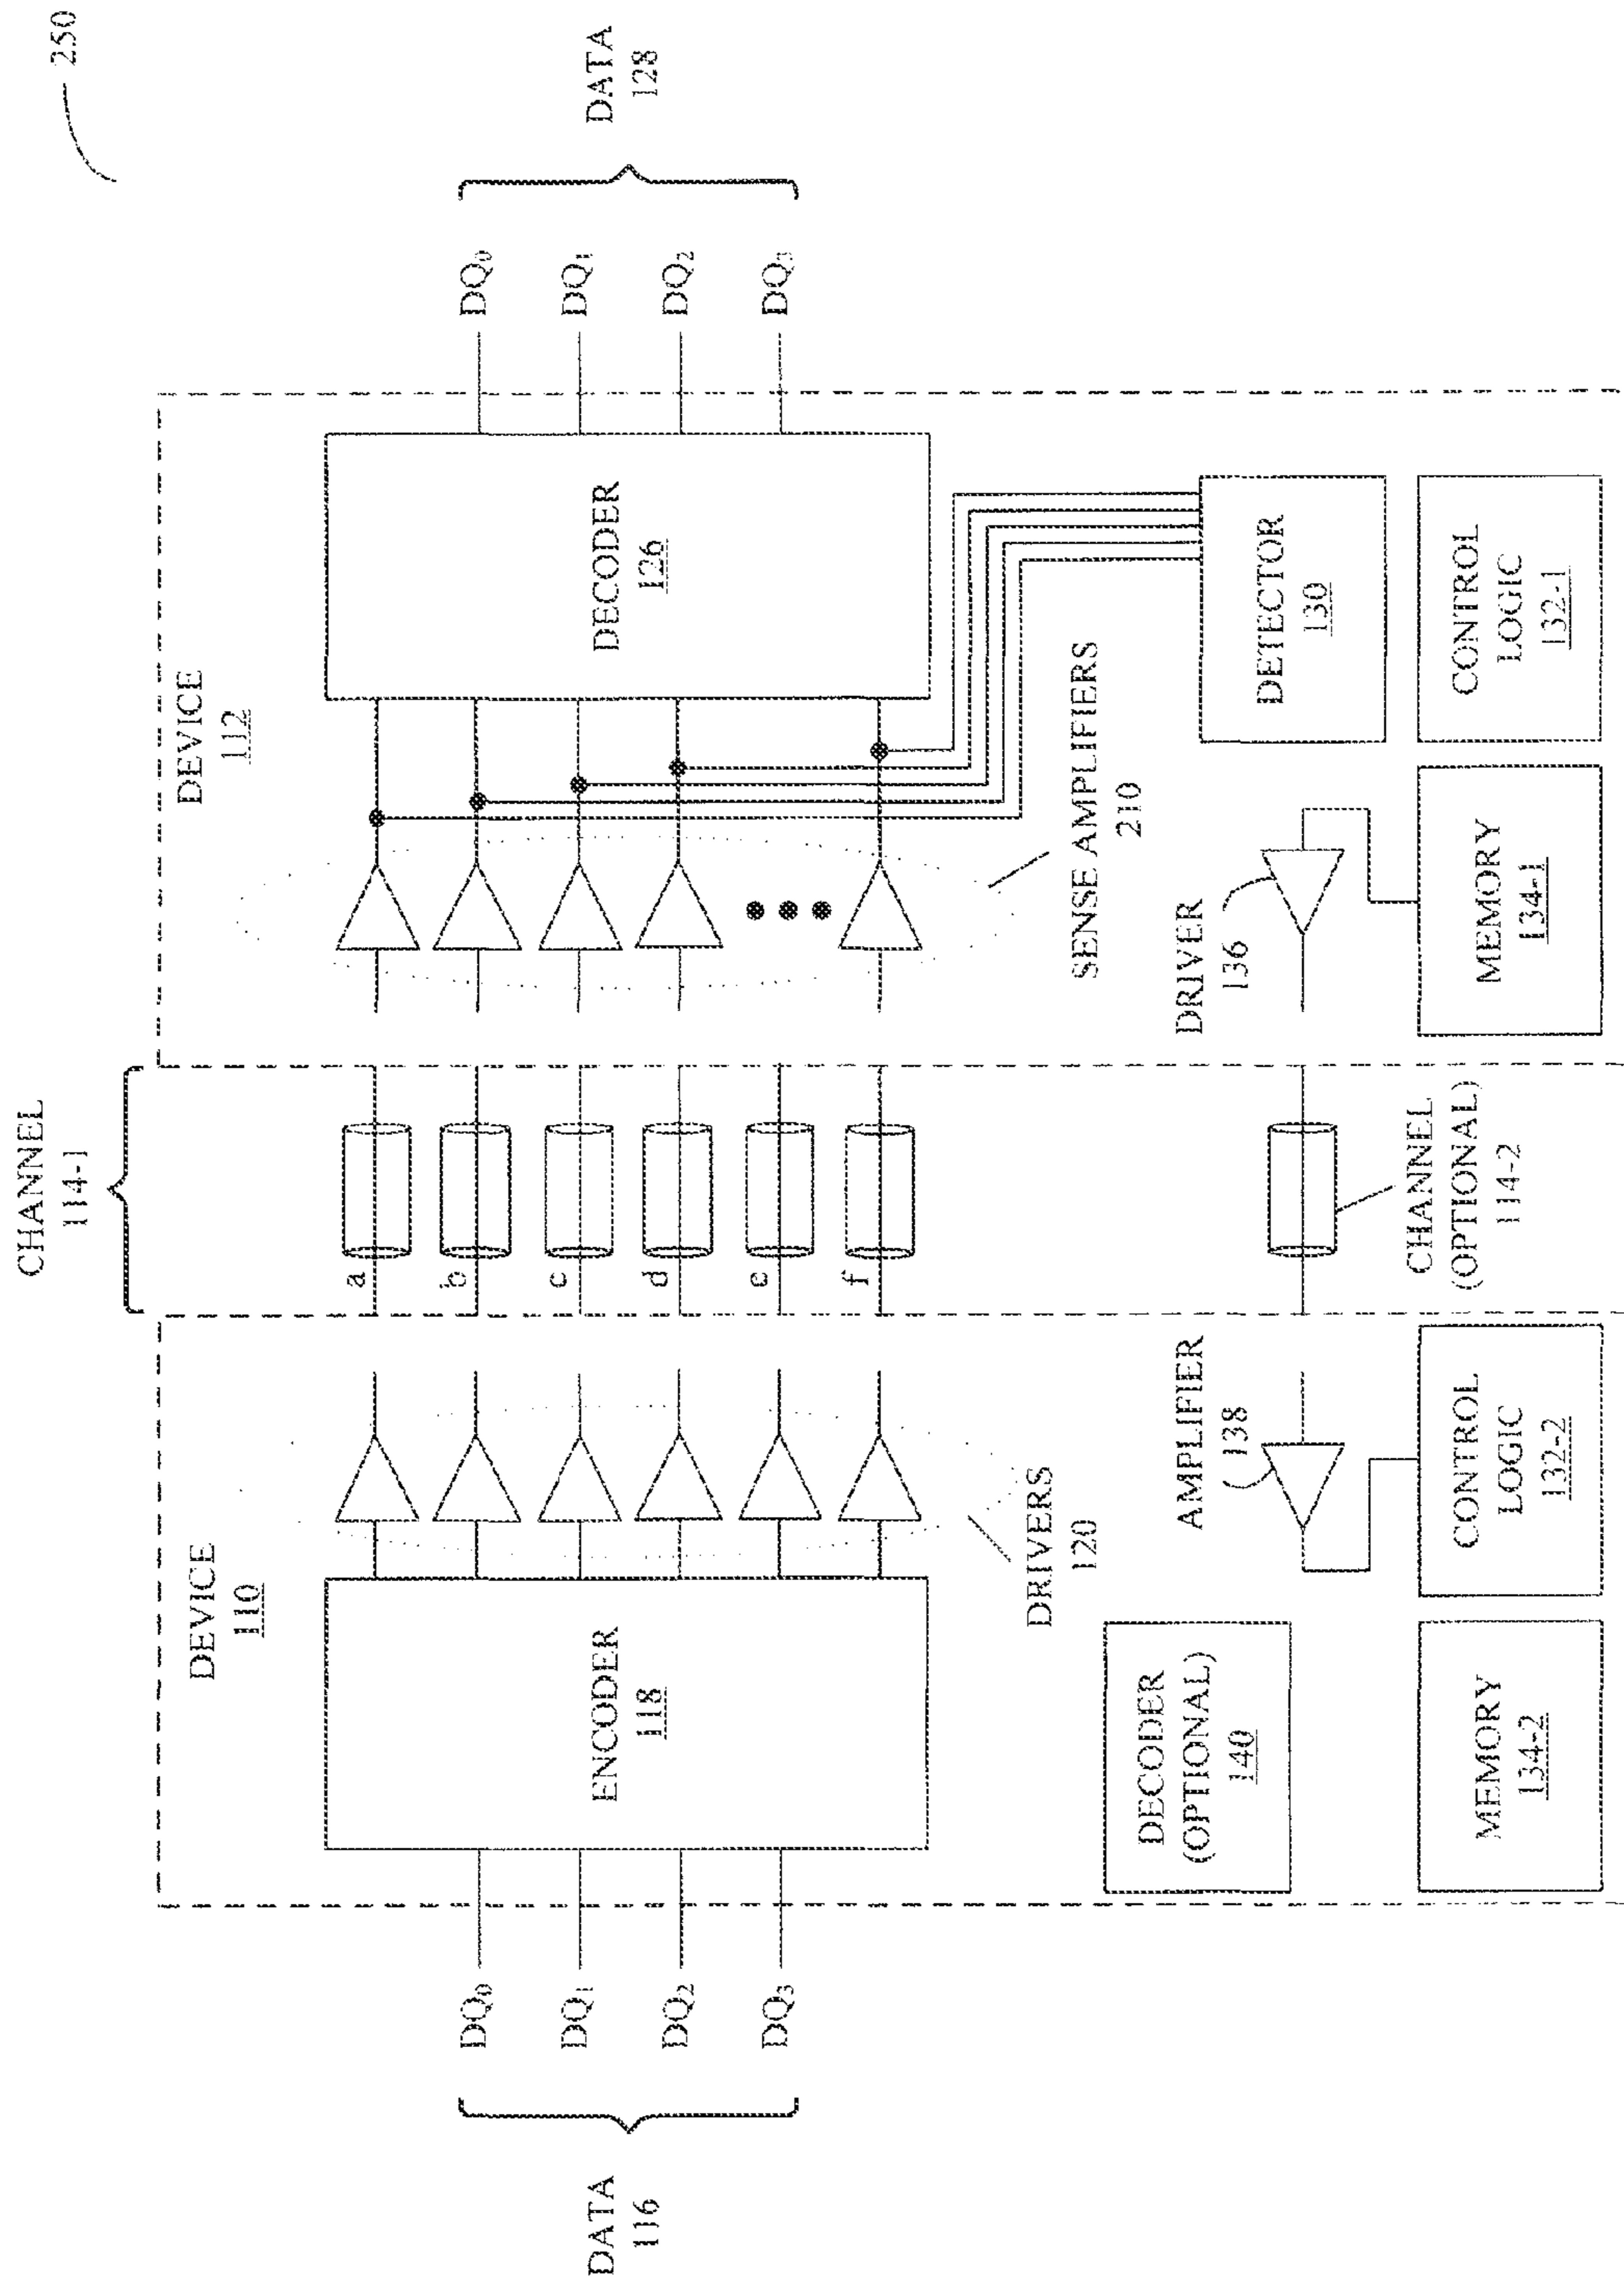 250
CHANNEL
114-1
DEVICE
110
DEVICE
112
DATA
116
DQ0
DQ1
DQ2
DQ3
ENCODER
118
DRIVERS
120
a
b
c
d
e
f
SENSE AMPLIFIERS
210
DECODER
126
DQ0
DQ1
DQ2
DQ3
DATA
128
DECODER
(OPTIONAL)
140
AMPLIFIER
138
CHANNEL
(OPTIONAL)
114-2
DRIVER
136
DETECTOR
130
MEMORY
134-2
CONTROL
LOGIC
132-2
MEMORY
134-1
CONTROL
LOGIC
132-1